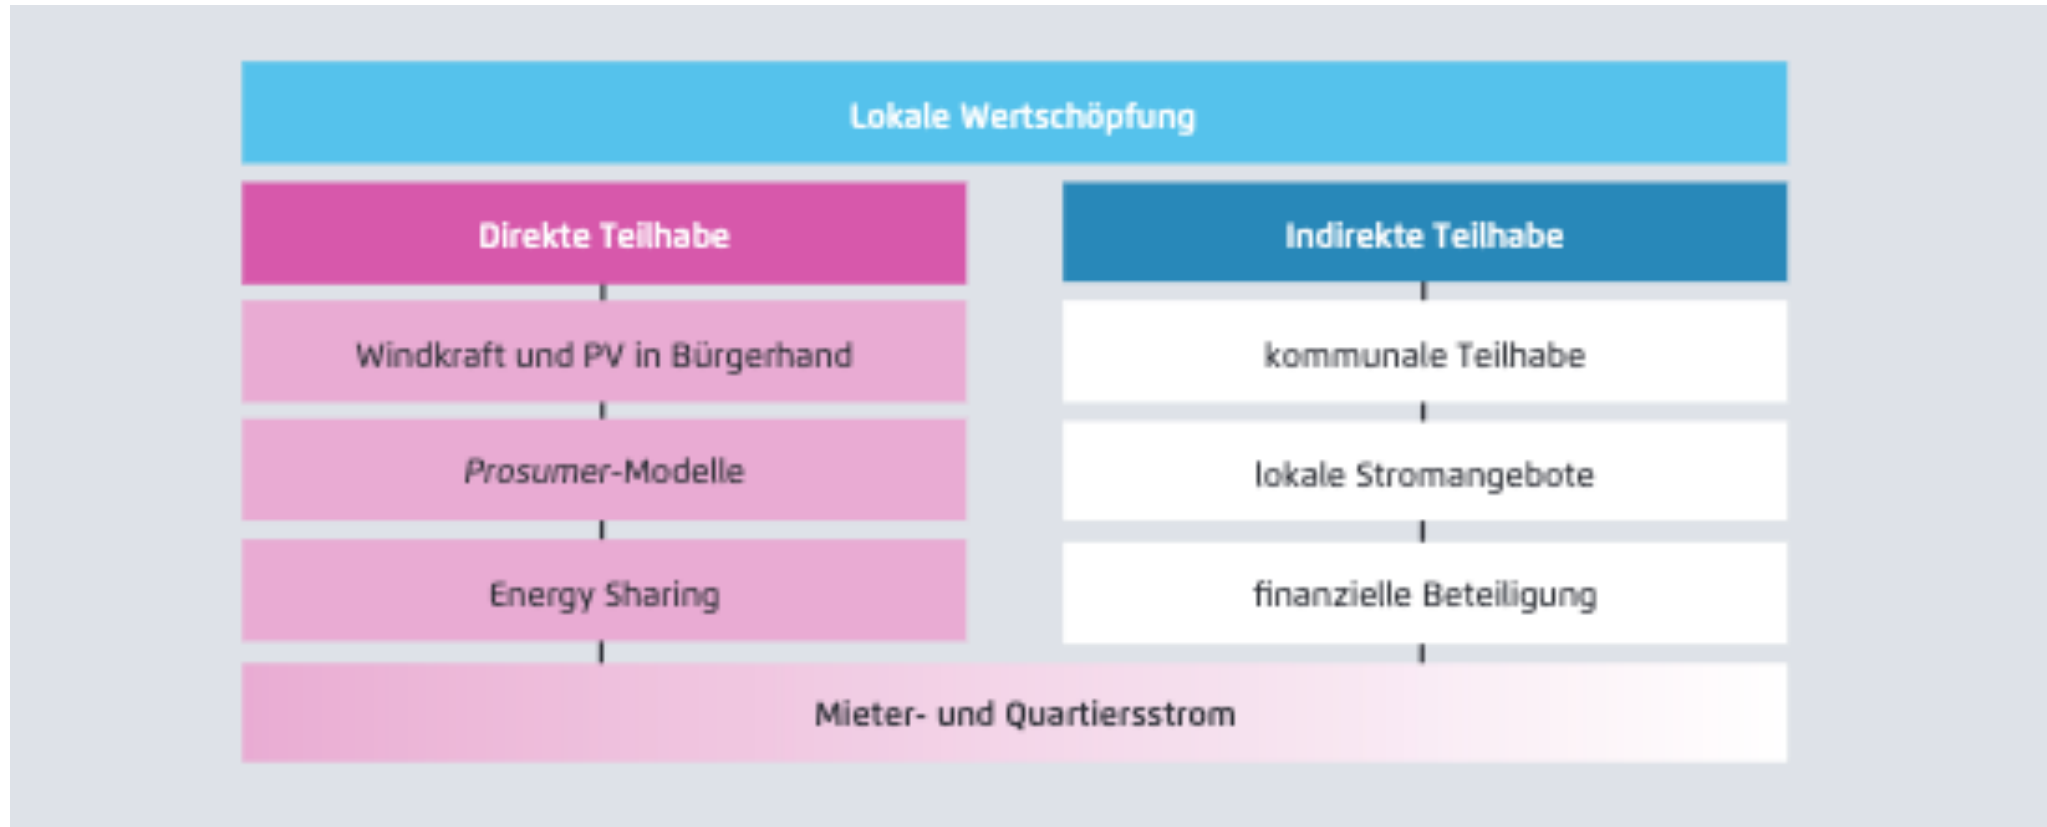 Lokale Wertschöpfung
Direkte Teilhabe
Windkraft und PV in Bürgerhand
Prosumer-Modelle
Energy Sharing
Indirekte Teilhabe
kommunale Teilhabe
lokale Stromangebote
finanzielle Beteiligung
Mieter- und Quartiersstrom